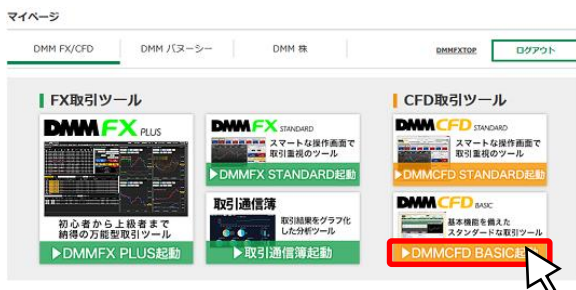 マイページ
DMM FX/CFD DMM バヌーシー DMM 株 DMMFXTOP ログアウト
FX取引ツール
DMM FX PLUS
初心者から上級者まで
納得の万能型取引ツール
▶DMMFX PLUS起動
DMM FX STANDARD
スマートな操作画面で
取引重視のツール
▶DMMFX STANDARD起動
取引通信簿
取引結果をグラフ化
した分析ツール
▶取引通信簿起動
CFD取引ツール
DMM CFD STANDARD
スマートな操作画面で
取引重視のツール
▶DMMCFD STANDARD起動
DMM CFD BASIC
基本機能を備えた
スタンダードな取引ツール
▶DMMCFD BASIC起動